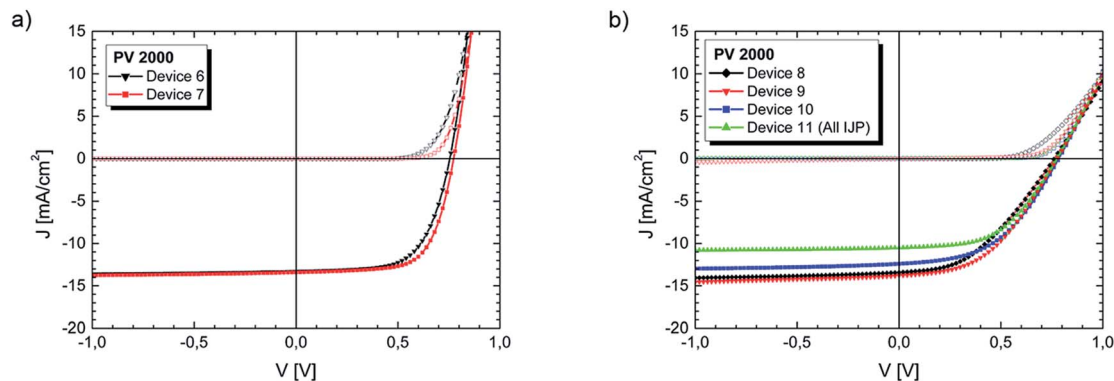 a)
15
10
5
0
-5
-10
-15
-20
J [mA/cm²]
PV 2000
Device 6
Device 7
-1,0
-0,5
0,0
0,5
1,0
V [V]
b)
15
10
5
0
-5
-10
-15
-20
J [mA/cm²]
PV 2000
Device 8
Device 9
Device 10
Device 11 (All IJP)
-1,0
-0,5
0,0
0,5
1,0
V [V]